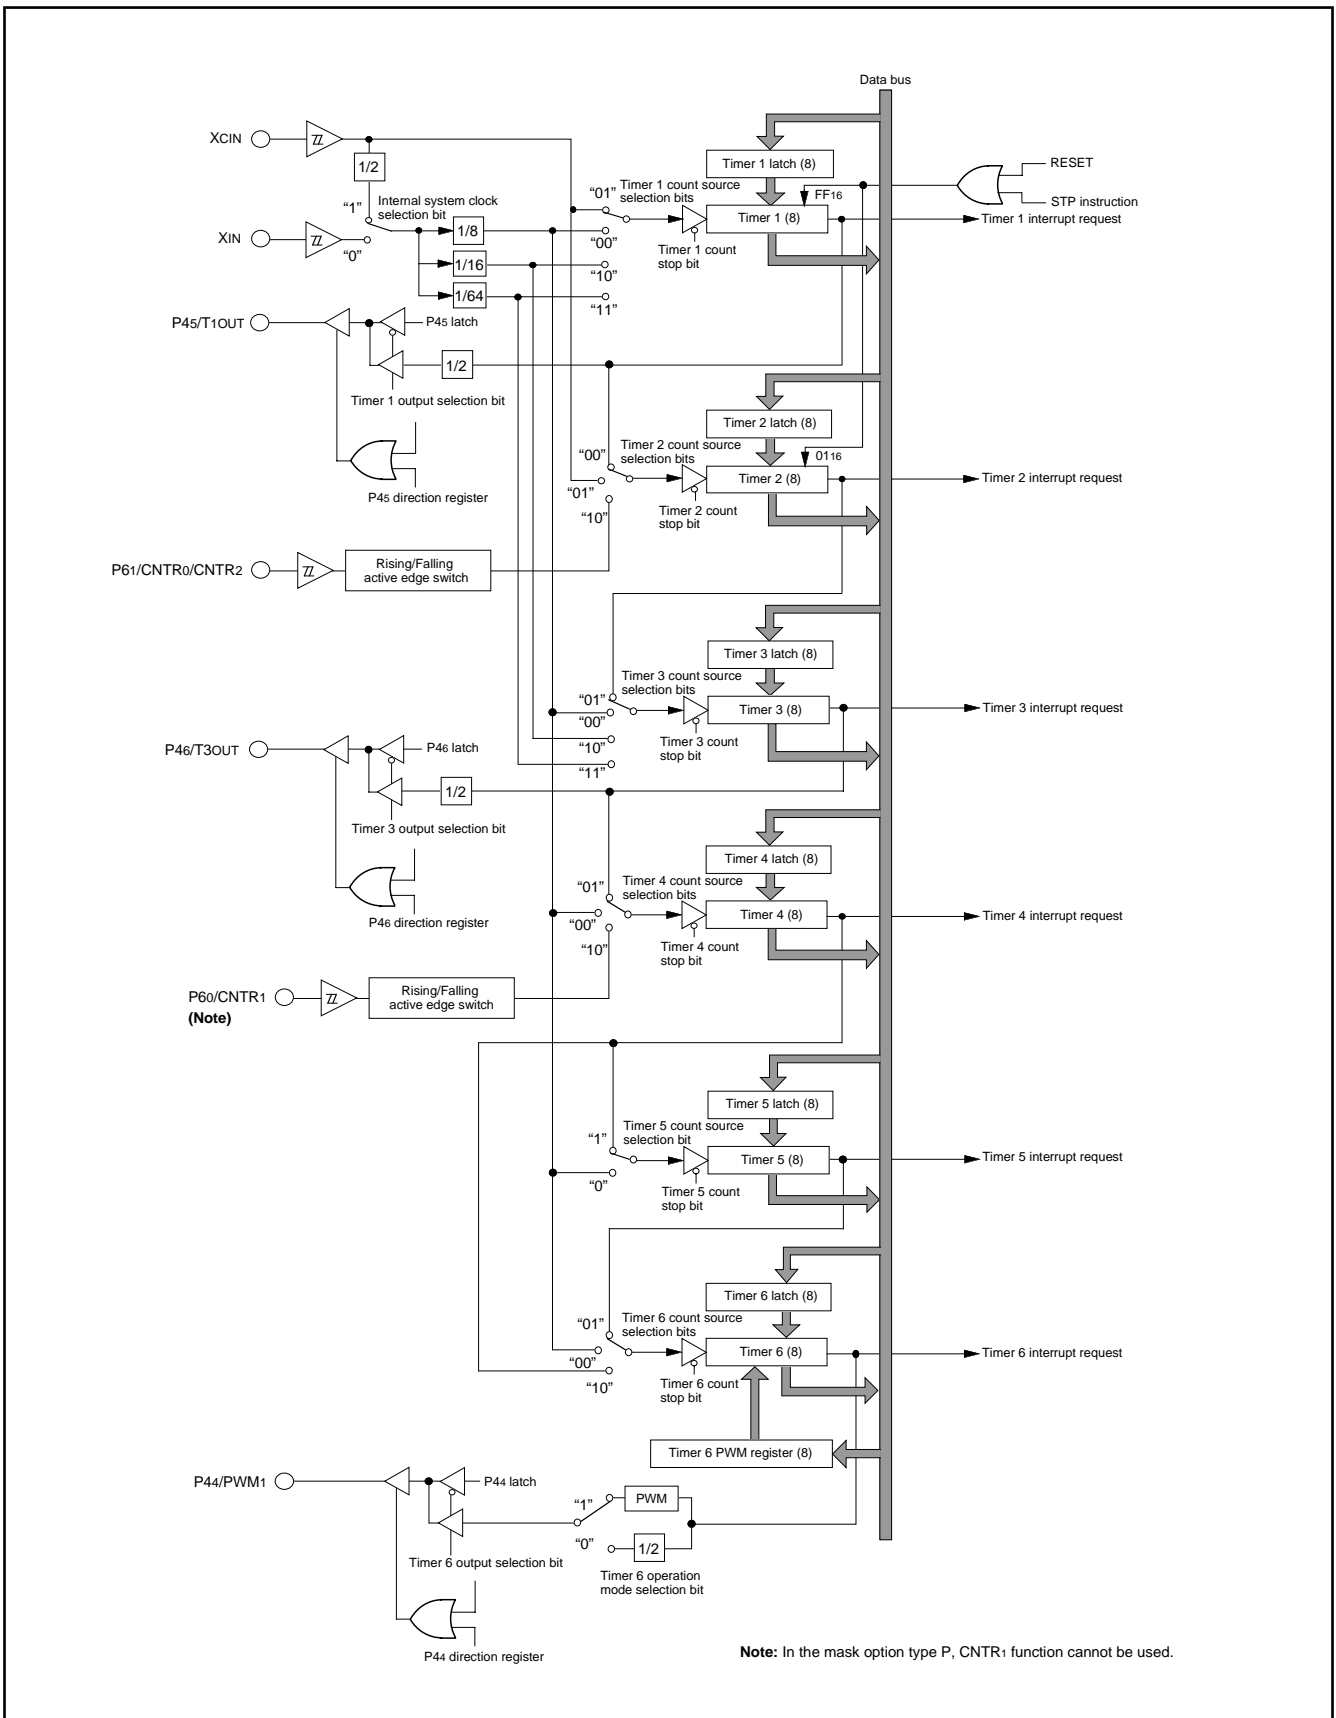 Data bus
XCIN
1/2
Timer 1 latch (8)
RESET
STP instruction
“01”
Timer 1 count source
selection bits
FF16
Timer 1 (8)
Timer 1 interrupt request
“1”
Internal system clock
selection bit
XIN
“0”
1/8
“00”
Timer 1 count
stop bit
1/16
“10”
1/64
“11”
P45/T1OUT
P45 latch
1/2
Timer 1 output selection bit
Timer 2 latch (8)
“00”
Timer 2 count source
selection bits
0116
Timer 2 (8)
Timer 2 interrupt request
“01”
“10”
Timer 2 count
stop bit
P45 direction register
P61/CNTR0/CNTR2
Rising/Falling
active edge switch
Timer 3 latch (8)
Timer 3 count source
selection bits
“01”
“00”
Timer 3 (8)
Timer 3 interrupt request
“10”
Timer 3 count
stop bit
“11”
P46/T3OUT
P46 latch
1/2
Timer 3 output selection bit
Timer 4 latch (8)
“01”
Timer 4 count source
selection bits
Timer 4 (8)
Timer 4 interrupt request
“00”
“10”
Timer 4 count
stop bit
P46 direction register
P60/CNTR1
(Note)
Rising/Falling
active edge switch
Timer 5 latch (8)
“1”
Timer 5 count source
selection bit
Timer 5 (8)
Timer 5 interrupt request
“0”
Timer 5 count
stop bit
Timer 6 latch (8)
“01”
Timer 6 count source
selection bits
Timer 6 (8)
Timer 6 interrupt request
“00”
“10”
Timer 6 count
stop bit
Timer 6 PWM register (8)
P44/PWM1
P44 latch
“1”
PWM
“0”
1/2
Timer 6 output selection bit
Timer 6 operation
mode selection bit
P44 direction register
Note: In the mask option type P, CNTR1 function cannot be used.